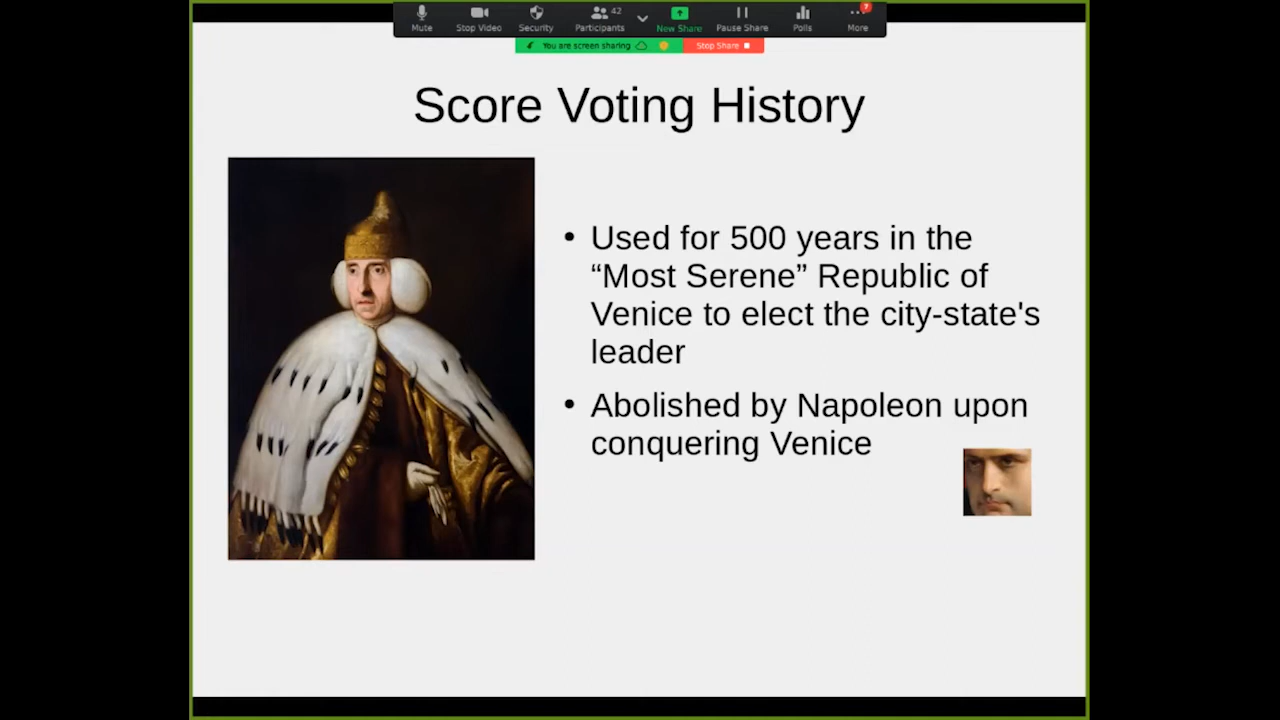 Mute Stop Video Security Participants 42 New Share Pause Share Polls More 7
You are screen sharing Stop Share
Score Voting History
• Used for 500 years in the
“Most Serene” Republic of
Venice to elect the city-state's
leader
• Abolished by Napoleon upon
conquering Venice